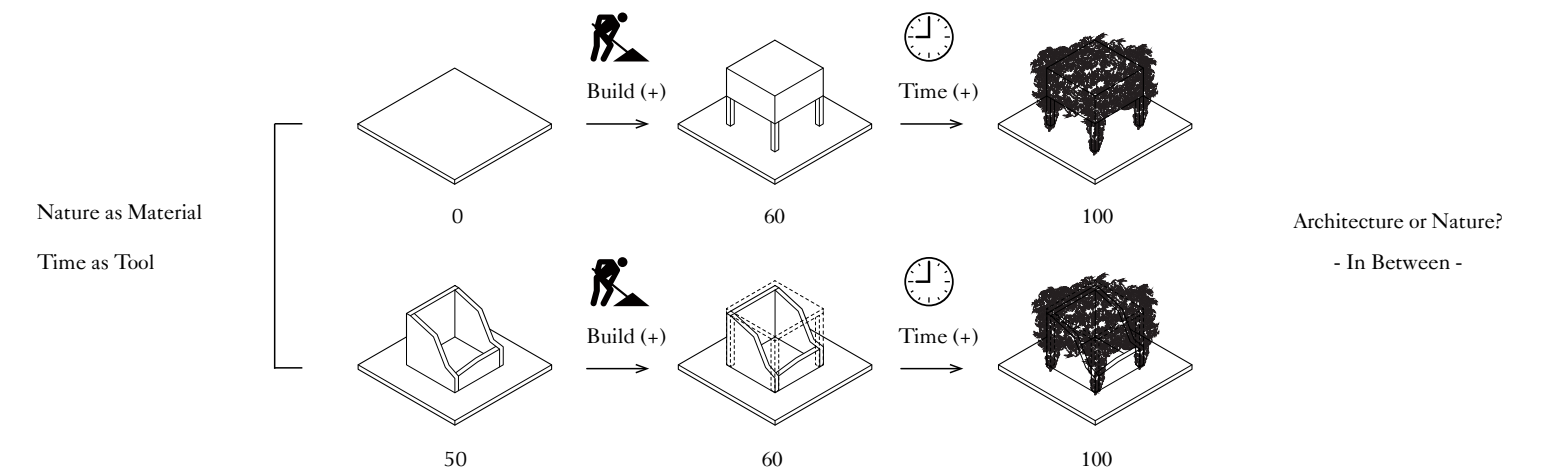 Nature as Material
Time as Tool
Build (+)
Time (+)
0
60
100
Build (+)
Time (+)
50
60
100
Architecture or Nature?
- In Between -